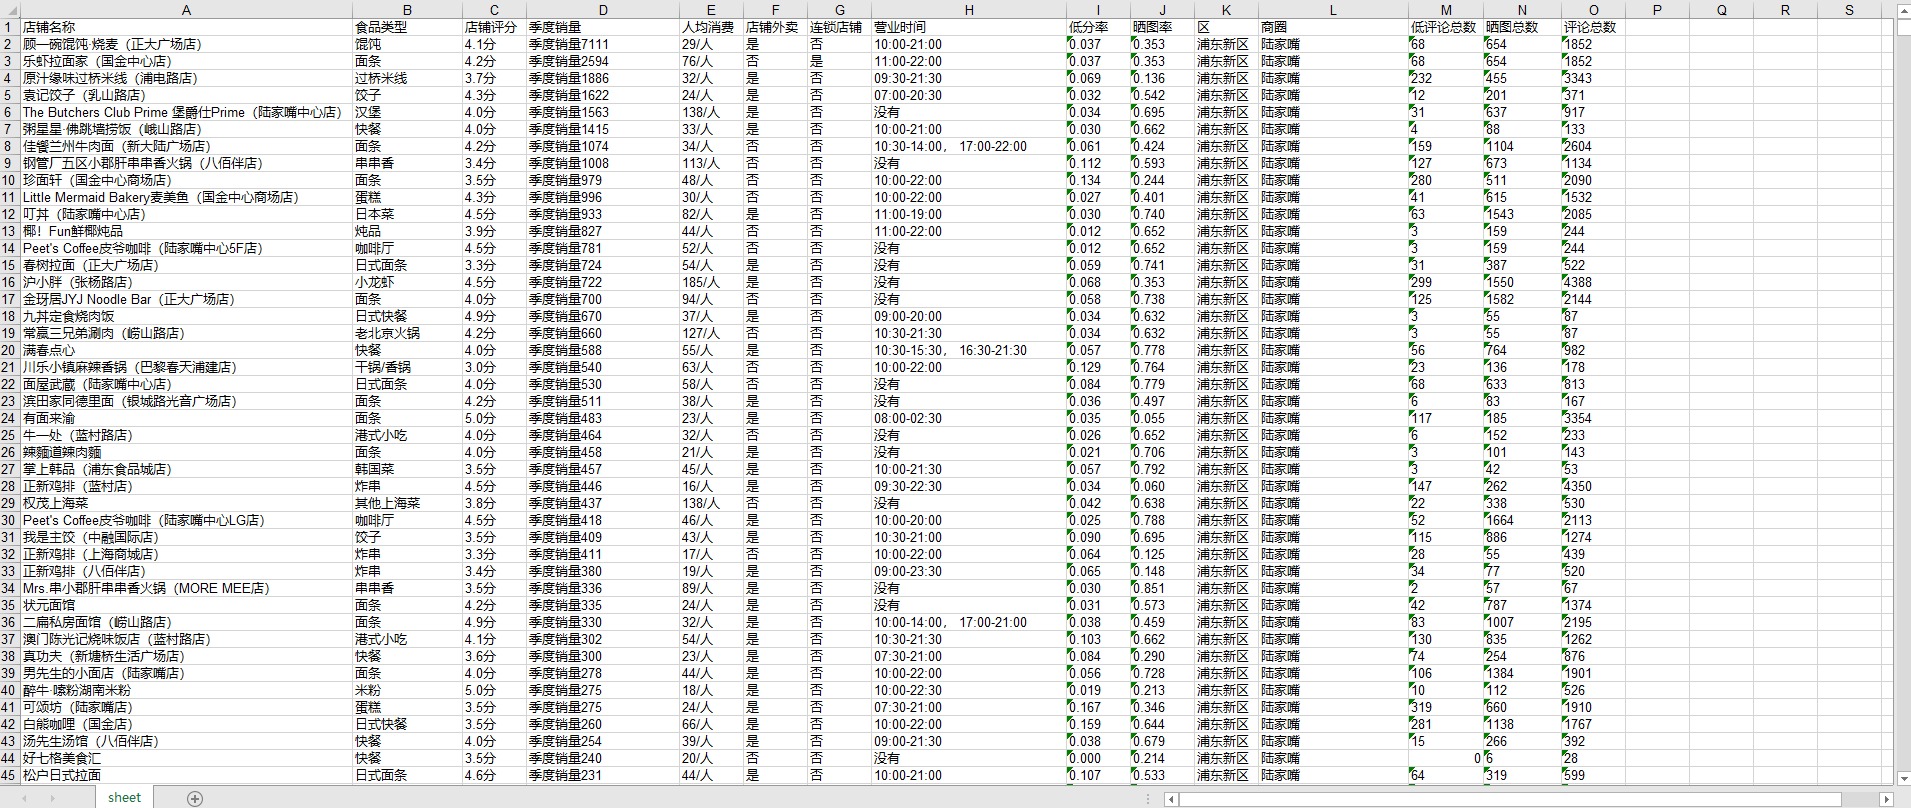 A B C D E F G H I J K L M N O P Q R S
1 店铺名称 食品类型 店铺评分 季度销量 人均消费 店铺外卖 连锁店铺 营业时间 低分率 晒图率 区 商圈 低评论总数 晒图总数 评论总数
2 顾一碗馄饨·烧麦（正大广场店） 馄饨 4.1分 季度销量7111 29/人 是 否 10:00-21:00 0.037 0.353 浦东新区 陆家嘴 68 654 1852
3 乐虾拉面家（国金中心店） 面条 4.2分 季度销量2594 76/人 否 是 11:00-22:00 0.037 0.353 浦东新区 陆家嘴 68 654 1852
4 原汁缘味过桥米线（浦电路店） 过桥米线 3.7分 季度销量1886 32/人 是 否 09:30-21:30 0.069 0.136 浦东新区 陆家嘴 232 455 3343
5 袁记饺子（乳山路店） 饺子 4.3分 季度销量1622 24/人 是 否 07:00-20:30 0.032 0.542 浦东新区 陆家嘴 12 201 371
6 The Butchers Club Prime 堡爵仕Prime（陆家嘴中心店） 汉堡 4.0分 季度销量1563 138/人 是 否 没有 0.034 0.695 浦东新区 陆家嘴 31 637 917
7 粥星星·佛跳墙捞饭（峨山路店） 快餐 4.0分 季度销量1415 33/人 是 否 10:00-21:00 0.030 0.662 浦东新区 陆家嘴 4 88 133
8 佳餮兰州牛肉面（新大陆广场店） 面条 4.2分 季度销量1074 34/人 否 否 10:30-14:00， 17:00-22:00 0.061 0.424 浦东新区 陆家嘴 159 1104 2604
9 钢管厂五区小郡肝串串香火锅（八佰伴店） 串串香 3.4分 季度销量1008 113/人 否 否 没有 0.112 0.593 浦东新区 陆家嘴 127 673 1134
10 珍面轩（国金中心商场店） 面条 3.5分 季度销量979 48/人 否 否 10:00-22:00 0.134 0.244 浦东新区 陆家嘴 280 511 2090
11 Little Mermaid Bakery麦美鱼（国金中心商场店） 蛋糕 4.3分 季度销量996 30/人 否 否 10:00-22:00 0.027 0.401 浦东新区 陆家嘴 41 615 1532
12 叮丼（陆家嘴中心店） 日本菜 4.5分 季度销量933 82/人 是 否 11:00-19:00 0.030 0.740 浦东新区 陆家嘴 63 1543 2085
13 椰！Fun鮮椰炖品 炖品 3.9分 季度销量827 44/人 否 否 11:00-22:00 0.012 0.652 浦东新区 陆家嘴 3 159 244
14 Peet's Coffee皮爷咖啡（陆家嘴中心5F店） 咖啡厅 4.5分 季度销量781 52/人 否 否 没有 0.012 0.652 浦东新区 陆家嘴 3 159 244
15 春树拉面（正大广场店） 日式面条 3.3分 季度销量724 54/人 是 否 没有 0.059 0.741 浦东新区 陆家嘴 31 387 522
16 沪小胖（张杨路店） 小龙虾 4.5分 季度销量722 185/人 是 否 没有 0.068 0.353 浦东新区 陆家嘴 299 1550 4388
17 金玡居JYJ Noodle Bar（正大广场店） 面条 4.0分 季度销量700 94/人 否 否 没有 0.058 0.738 浦东新区 陆家嘴 125 1582 2144
18 九丼定食烧肉饭 日式快餐 4.9分 季度销量670 37/人 是 否 09:00-20:00 0.034 0.632 浦东新区 陆家嘴 3 55 87
19 常赢三兄弟涮肉（崂山路店） 老北京火锅 4.2分 季度销量660 127/人 否 否 10:30-21:30 0.034 0.632 浦东新区 陆家嘴 3 55 87
20 满春点心 快餐 4.0分 季度销量588 55/人 是 否 10:30-15:30， 16:30-21:30 0.057 0.778 浦东新区 陆家嘴 56 764 982
21 川乐小镇麻辣香锅（巴黎春天浦建店） 干锅/香锅 3.0分 季度销量540 63/人 否 否 10:00-22:00 0.129 0.764 浦东新区 陆家嘴 23 136 178
22 面屋武藏（陆家嘴中心店） 日式面条 4.0分 季度销量530 58/人 否 否 没有 0.084 0.779 浦东新区 陆家嘴 68 633 813
23 滨田家同德里面（银城路光音广场店） 面条 4.2分 季度销量511 38/人 是 否 没有 0.036 0.497 浦东新区 陆家嘴 6 83 167
24 有面来渝 面条 5.0分 季度销量483 23/人 是 否 08:00-02:30 0.035 0.055 浦东新区 陆家嘴 117 185 3354
25 牛一处（蓝村路店） 港式小吃 4.0分 季度销量464 32/人 否 否 没有 0.026 0.652 浦东新区 陆家嘴 6 152 233
26 辣麵道辣肉麵 面条 4.0分 季度销量458 21/人 是 否 没有 0.021 0.706 浦东新区 陆家嘴 3 101 143
27 掌上韩品（浦东食品城店） 韩国菜 3.5分 季度销量457 45/人 是 否 10:00-21:30 0.057 0.792 浦东新区 陆家嘴 3 42 53
28 正新鸡排（蓝村店） 炸串 4.5分 季度销量446 16/人 是 否 09:30-22:30 0.034 0.060 浦东新区 陆家嘴 147 262 4350
29 权茂上海菜 其他上海菜 3.8分 季度销量437 138/人 否 否 没有 0.042 0.638 浦东新区 陆家嘴 22 338 530
30 Peet's Coffee皮爷咖啡（陆家嘴中心LG店） 咖啡厅 4.5分 季度销量418 46/人 是 否 10:00-20:00 0.025 0.788 浦东新区 陆家嘴 52 1664 2113
31 我是主饺（中融国际店） 饺子 3.5分 季度销量409 43/人 是 否 10:30-21:00 0.090 0.695 浦东新区 陆家嘴 115 886 1274
32 正新鸡排（上海商城店） 炸串 3.3分 季度销量411 17/人 否 否 10:00-22:00 0.064 0.125 浦东新区 陆家嘴 28 55 439
33 正新鸡排（八佰伴店） 炸串 3.4分 季度销量380 19/人 是 否 09:00-23:30 0.065 0.148 浦东新区 陆家嘴 34 77 520
34 Mrs.串小郡肝串串香火锅（MORE MEE店） 串串香 3.5分 季度销量336 89/人 是 否 没有 0.030 0.851 浦东新区 陆家嘴 2 57 67
35 状元面馆 面条 4.2分 季度销量335 24/人 是 否 没有 0.031 0.573 浦东新区 陆家嘴 42 787 1374
36 二扁私房面馆（崂山路店） 面条 4.9分 季度销量330 32/人 是 否 10:00-14:00， 17:00-21:00 0.038 0.459 浦东新区 陆家嘴 83 1007 2195
37 澳门陈光记烧味饭店（蓝村路店） 港式小吃 4.1分 季度销量302 54/人 是 否 10:30-21:30 0.103 0.662 浦东新区 陆家嘴 130 835 1262
38 真功夫（新塘桥生活广场店） 快餐 3.6分 季度销量300 23/人 是 否 07:30-21:00 0.084 0.290 浦东新区 陆家嘴 74 254 876
39 男先生的小面店（陆家嘴店） 面条 4.0分 季度销量278 44/人 是 否 10:00-22:00 0.056 0.728 浦东新区 陆家嘴 106 1384 1901
40 醉牛·嗦粉湖南米粉 米粉 5.0分 季度销量275 18/人 是 否 10:00-22:30 0.019 0.213 浦东新区 陆家嘴 10 112 526
41 可颂坊（陆家嘴店） 蛋糕 3.5分 季度销量275 24/人 是 否 07:30-21:00 0.167 0.346 浦东新区 陆家嘴 319 660 1910
42 白熊咖喱（国金店） 日式快餐 3.5分 季度销量260 66/人 是 否 10:00-22:00 0.159 0.644 浦东新区 陆家嘴 281 1138 1767
43 汤先生汤馆（八佰伴店） 快餐 4.0分 季度销量254 39/人 是 否 09:00-21:30 0.038 0.679 浦东新区 陆家嘴 15 266 392
44 好七格美食汇 快餐 3.5分 季度销量240 20/人 否 否 没有 0.000 0.214 浦东新区 陆家嘴 0 6 28
45 松户日式拉面 日式面条 4.6分 季度销量231 44/人 是 否 10:00-21:00 0.107 0.533 浦东新区 陆家嘴 64 319 599
sheet